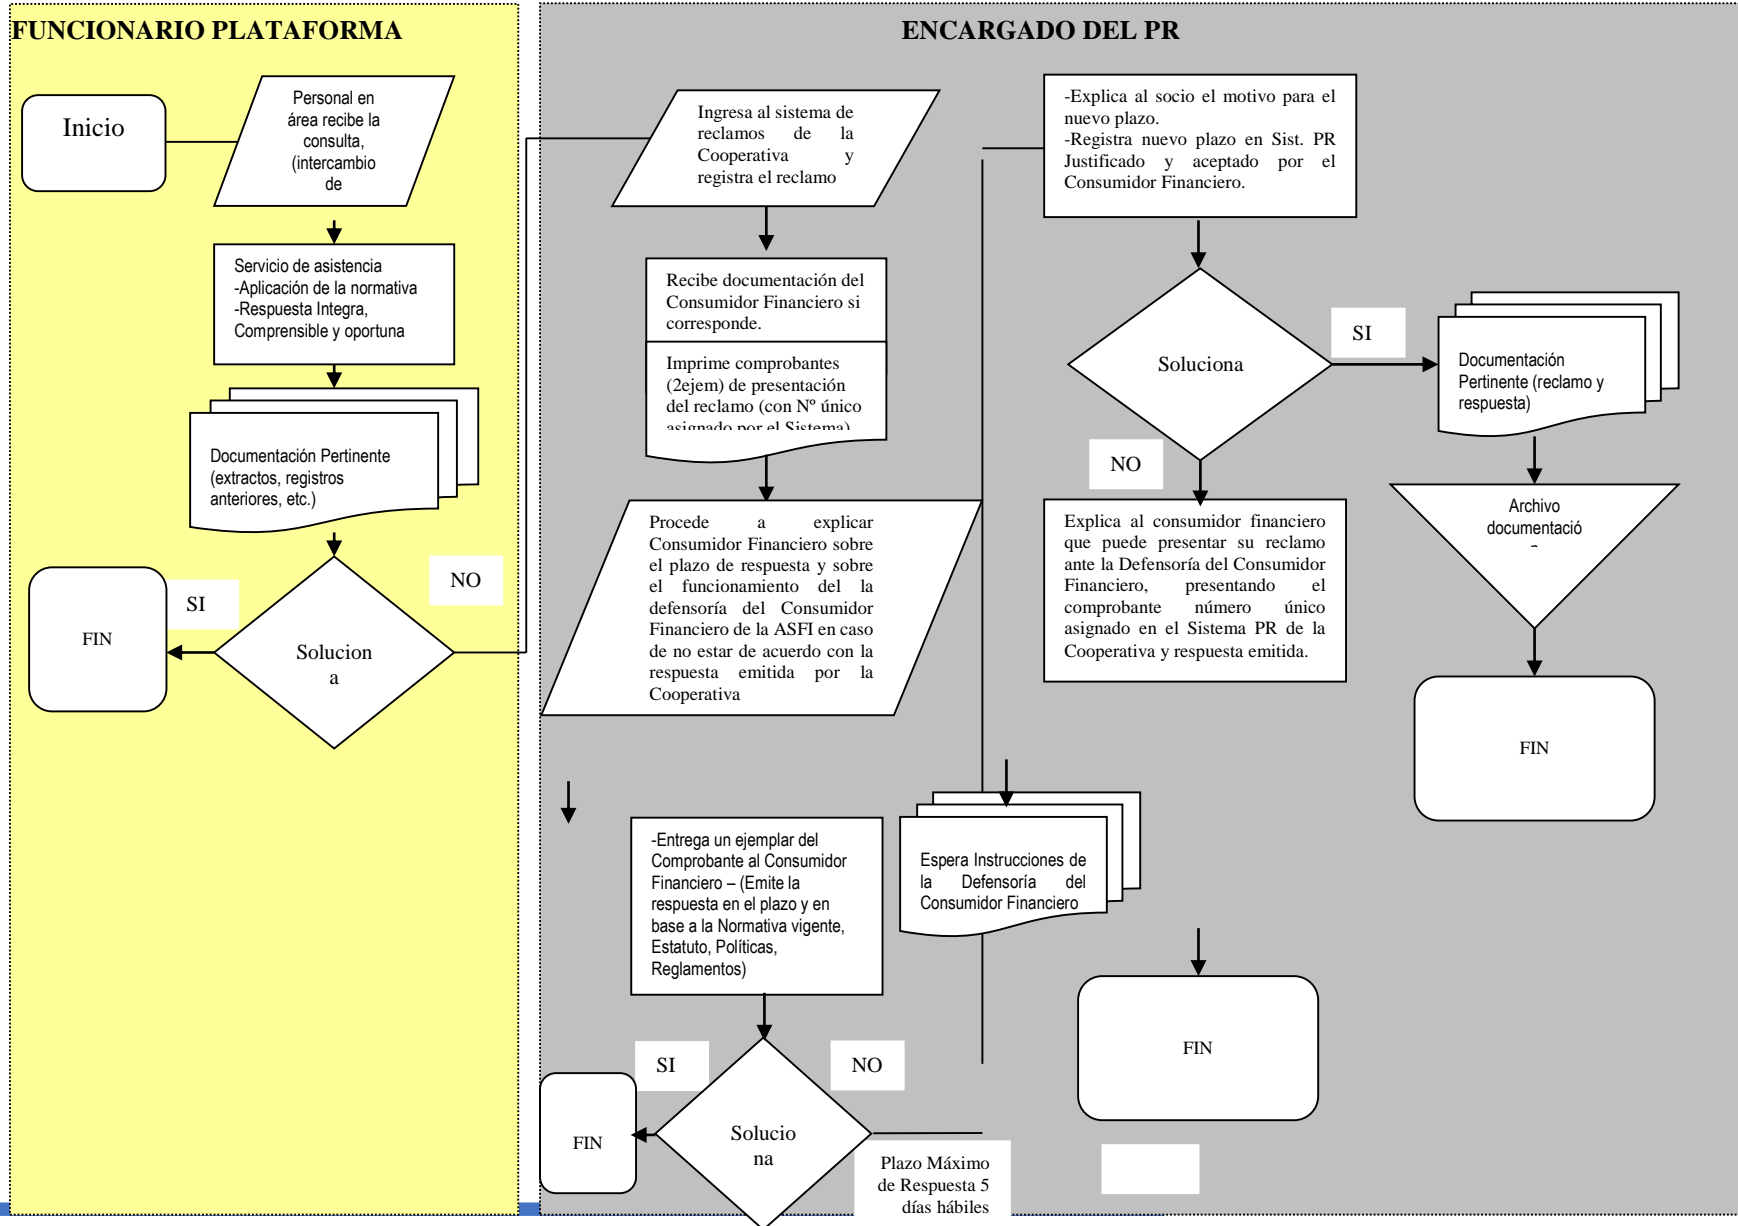 FUNCIONARIO PLATAFORMA
Inicio
Personal en
área recibe la
consulta,
(intercambio
de
Servicio de asistencia
-Aplicación de la normativa
-Respuesta Integra,
Comprensible y oportuna
Documentación Pertinente
(extractos, registros
anteriores, etc.)
SI
NO
FIN
Solucion
a
ENCARGADO DEL PR
Ingresa al sistema de
reclamos de la
Cooperativa y
registra el reclamo
Recibe documentación del
Consumidor Financiero si
corresponde.
Imprime comprobantes
(2ejem) de presentación
del reclamo (con Nº único
asignado por el Sistema)
Procede a explicar
Consumidor Financiero sobre
el plazo de respuesta y sobre
el funcionamiento del la
defensoría del Consumidor
Financiero de la ASFI en caso
de no estar de acuerdo con la
respuesta emitida por la
Cooperativa
-Entrega un ejemplar del
Comprobante al Consumidor
Financiero – (Emite la
respuesta en el plazo y en
base a la Normativa vigente,
Estatuto, Políticas,
Reglamentos)
SI
NO
FIN
Solucio
na
Plazo Máximo
de Respuesta 5
días hábiles
-Explica al socio el motivo para el
nuevo plazo.
-Registra nuevo plazo en Sist. PR
Justificado y aceptado por el
Consumidor Financiero.
Soluciona
SI
NO
Documentación
Pertinente (reclamo y
respuesta)
Archivo
documentació
FIN
Explica al consumidor financiero
que puede presentar su reclamo
ante la Defensoría del Consumidor
Financiero, presentando el
comprobante número único
asignado en el Sistema PR de la
Cooperativa y respuesta emitida.
Espera Instrucciones de
la Defensoría del
Consumidor Financiero
FIN